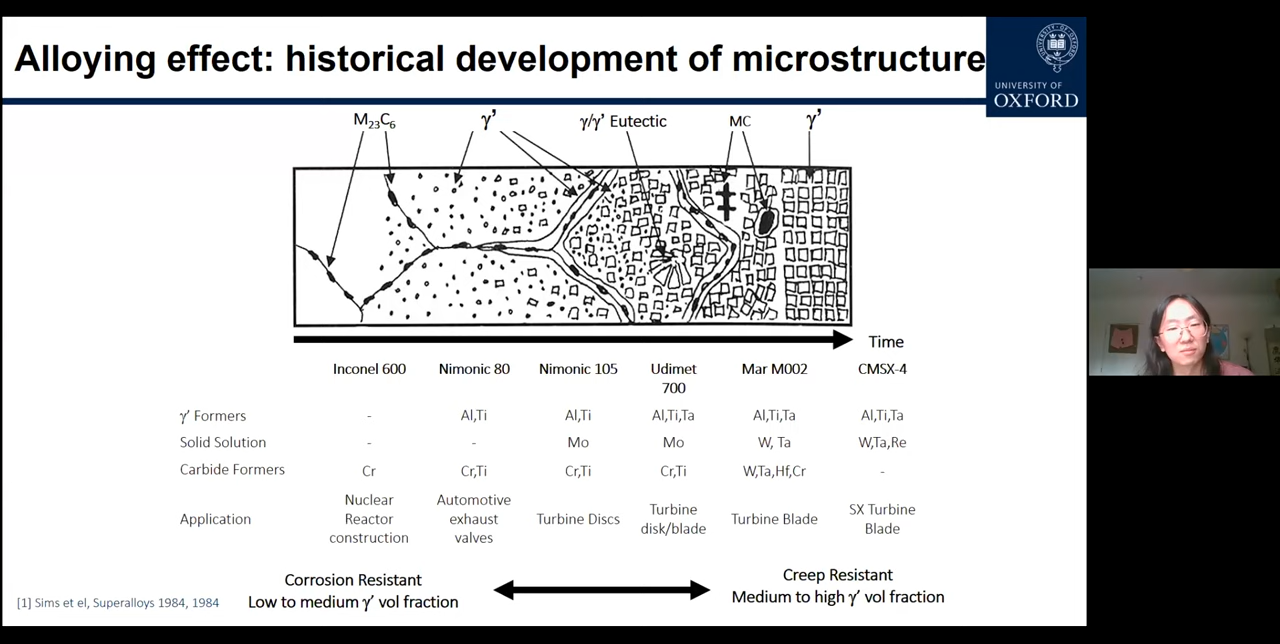 Alloying effect: historical development of microstructure
UNIVERSITY OF
OXFORD
M23C6
γ’
γ/γ’ Eutectic
MC
γ’
Time
Inconel 600
Nimonic 80
Nimonic 105
Udimet
700
Mar M002
CMSX-4
γ’ Formers
-
Al,Ti
Al,Ti
Al,Ti,Ta
Al,Ti,Ta
Al,Ti,Ta
Solid Solution
-
-
Mo
Mo
W, Ta
W,Ta,Re
Carbide Formers
Cr
Cr,Ti
Cr,Ti
Cr,Ti
W,Ta,Hf,Cr
-
Application
Nuclear
Reactor
construction
Automotive
exhaust
valves
Turbine Discs
Turbine
disk/blade
Turbine Blade
SX Turbine
Blade
Corrosion Resistant
Low to medium γ’ vol fraction
Creep Resistant
Medium to high γ’ vol fraction
[1] Sims et el, Superalloys 1984, 1984